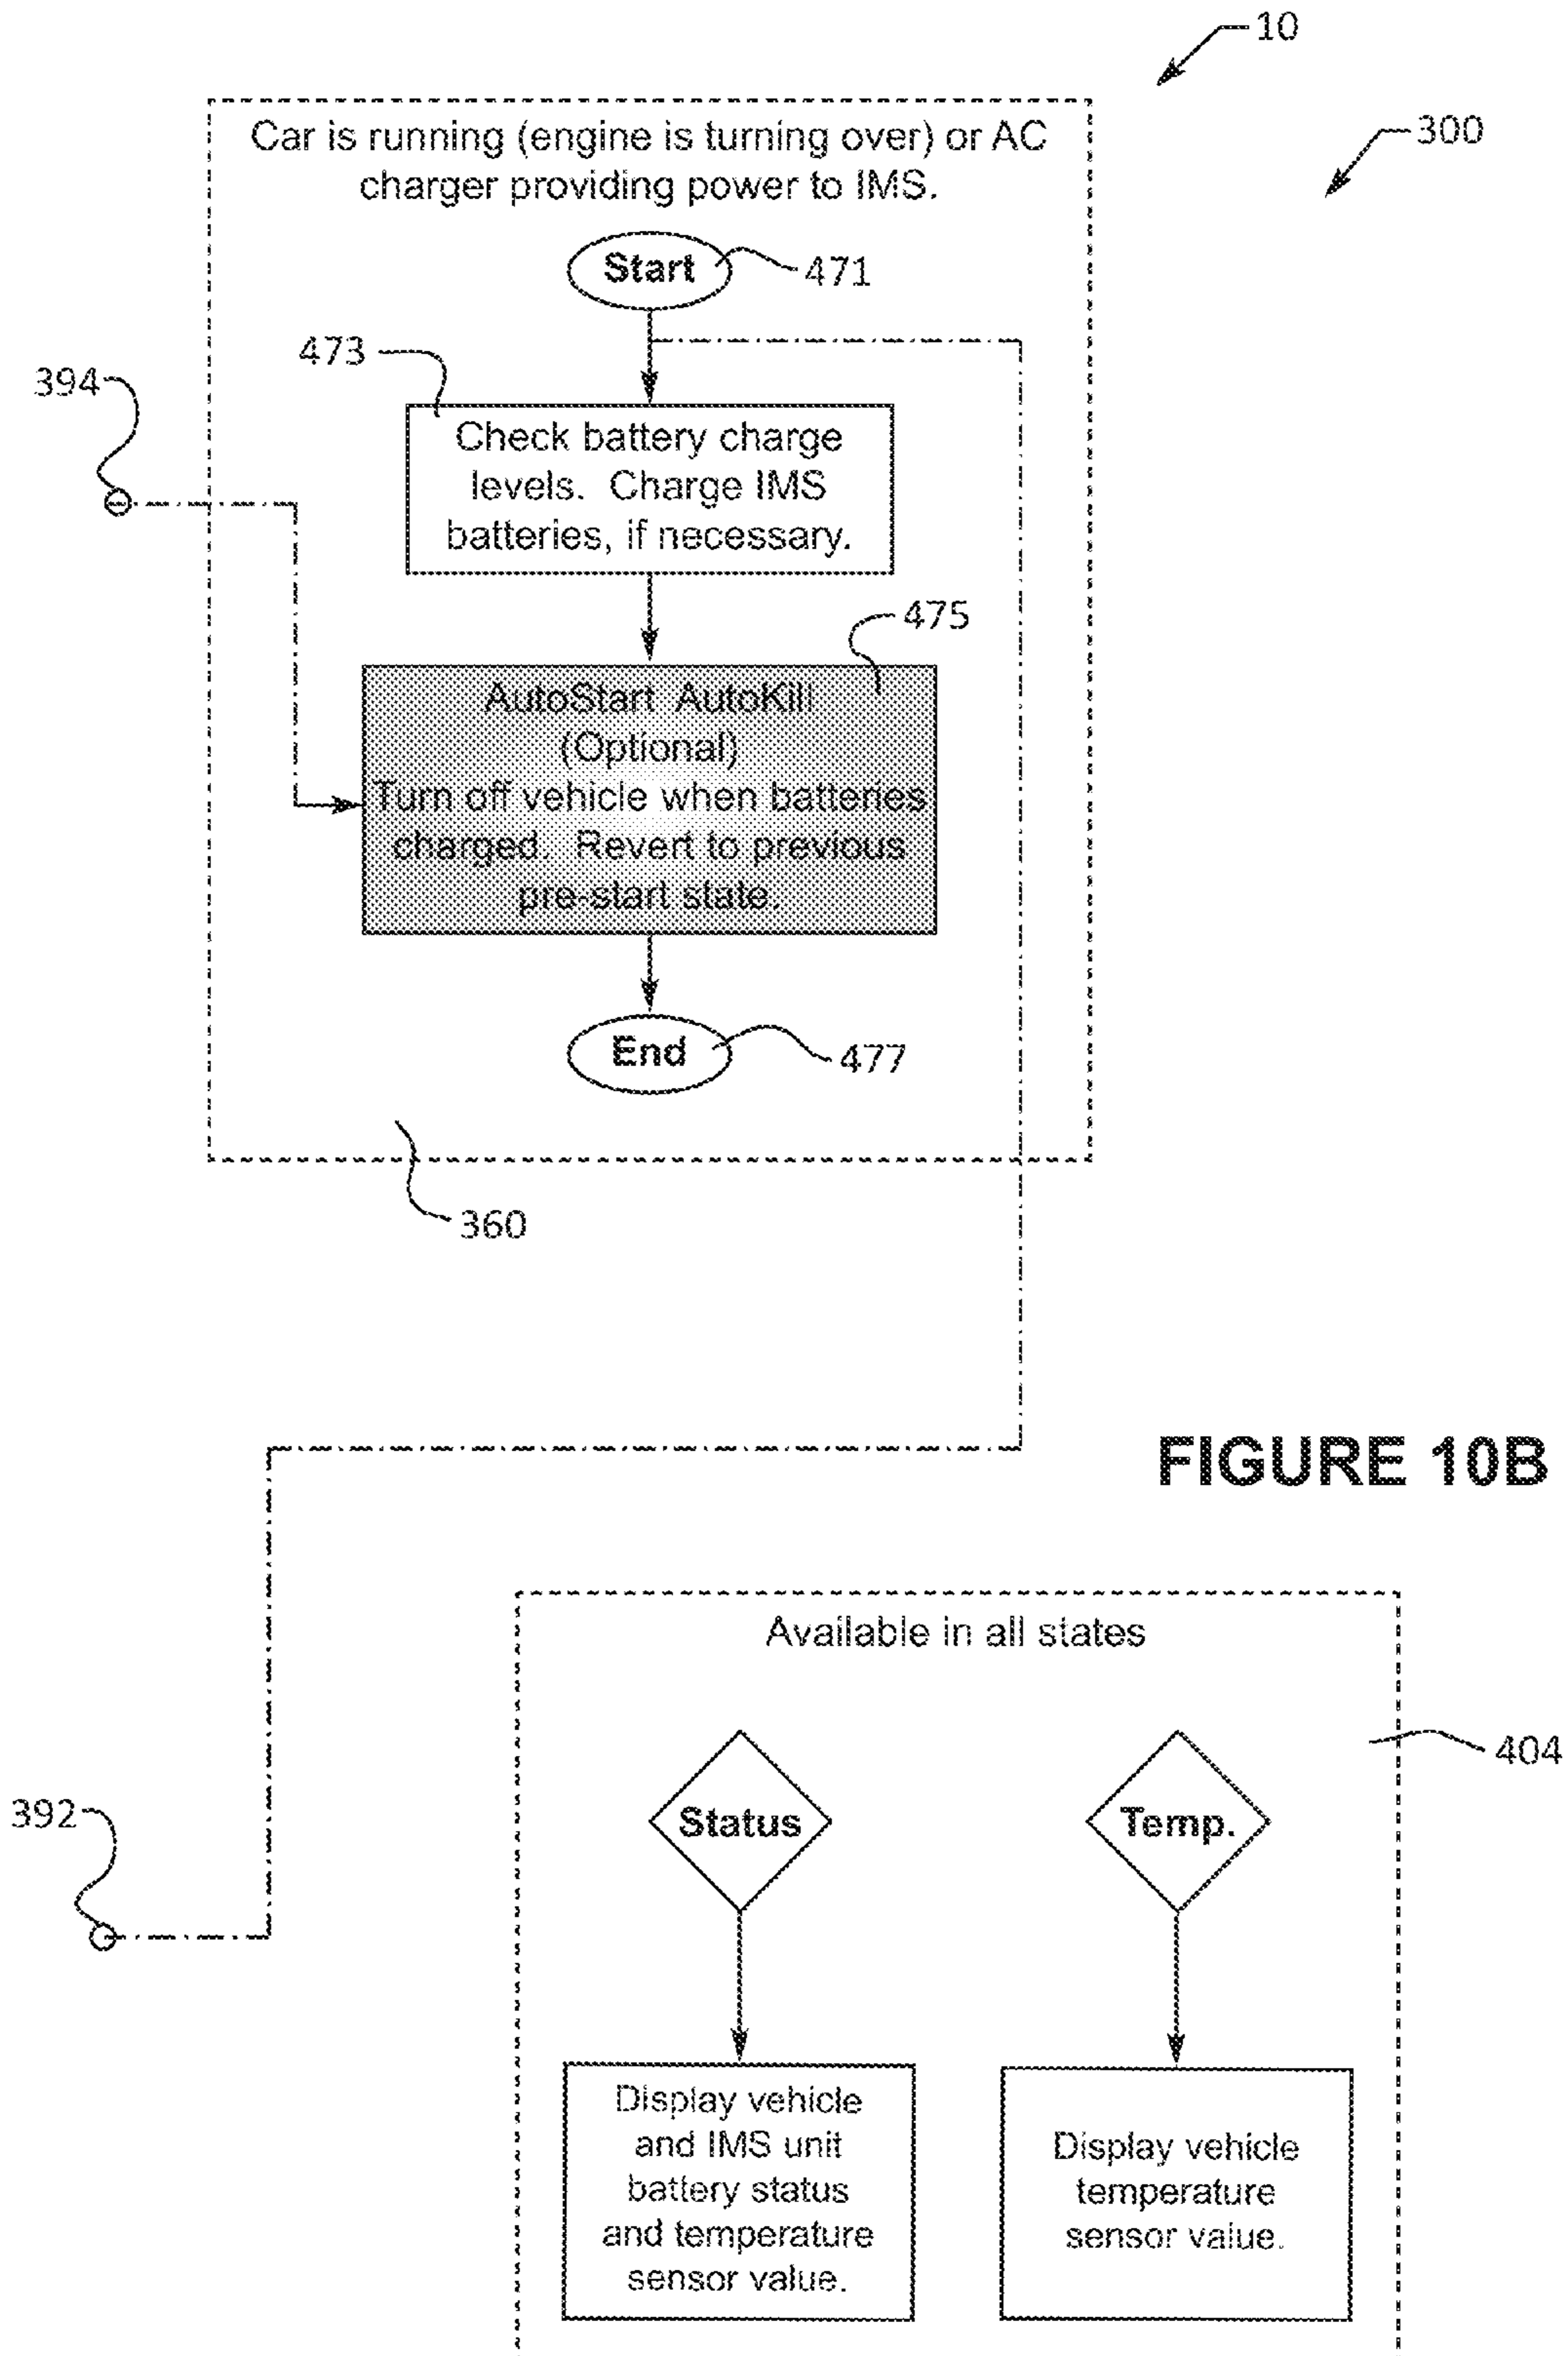 10
300
Car is running (engine is turning over) or AC
charger providing power to IMS.
Start
471
473
394
Check battery charge
levels. Charge IMS
batteries, if necessary.
475
AutoStart AutoKill
(Optional)
Turn off vehicle when batteries
charged. Revert to previous
pre-start state.
End
477
360
FIGURE 10B
Available in all states
404
392
Status
Temp.
Display vehicle
and IMS unit
battery status
and temperature
sensor value.
Display vehicle
temperature
sensor value.